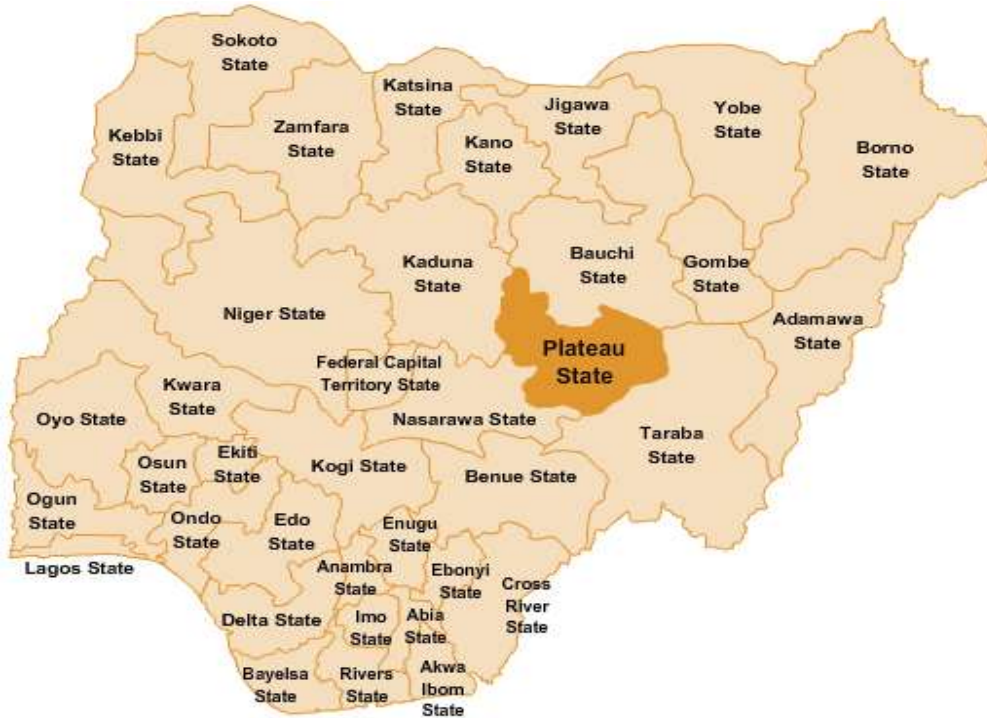 Sokoto
State
Katsina
State
Jigawa
State
Yobe
State
Kebbi
State
Zamfara
State
Kano
State
Borno
State
Kaduna
State
Bauchi
State
Gombe
State
Niger State
Adamawa
State
Plateau
State
Federal Capital
Territory State
Kwara
State
Oyo State
Nasarawa State
Taraba
State
Osun
State
Ekiti
State
Kogi State
Benue State
Ogun
State
Ondo
State
Edo
State
Enugu
State
Lagos State
Anambra
State
Ebonyi
State
Cross
River
State
Delta State
Imo
State
Abia
State
Bayelsa
State
Rivers
State
Akwa
Ibom
State